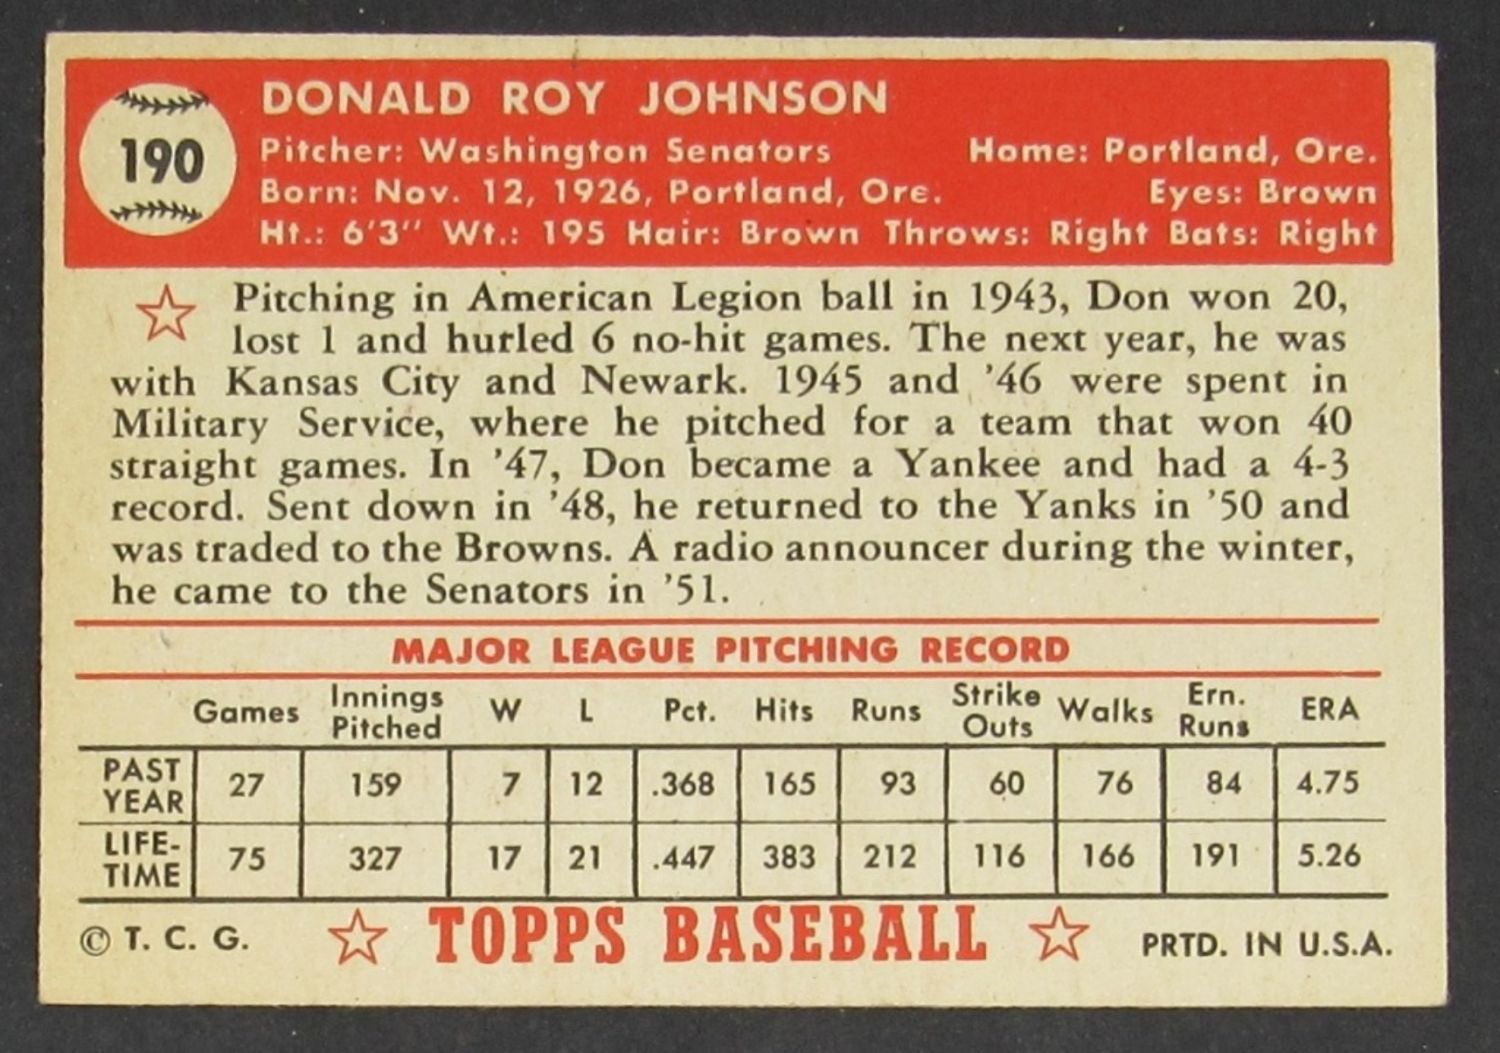 190
DONALD ROY JOHNSON
Pitcher: Washington Senators Home: Portland, Ore.
Born: Nov. 12, 1926, Portland, Ore. Eyes: Brown
Ht.: 6'3" Wt.: 195 Hair: Brown Throws: Right Bats: Right
Pitching in American Legion ball in 1943, Don won 20,
lost 1 and hurled 6 no-hit games. The next year, he was
with Kansas City and Newark. 1945 and '46 were spent in
Military Service, where he pitched for a team that won 40
straight games. In '47, Don became a Yankee and had a 4-3
record. Sent down in '48, he returned to the Yanks in '50 and
was traded to the Browns. A radio announcer during the winter,
he came to the Senators in '51.
MAJOR LEAGUE PITCHING RECORD
Games Innings Pitched W L Pct. Hits Runs Strike Outs Walks Ern. Runs ERA
PAST YEAR 27 159 7 12 .368 165 93 60 76 84 4.75
LIFE-TIME 75 327 17 21 .447 383 212 116 166 191 5.26
© T. C. G. TOPPS BASEBALL PRTD. IN U.S.A.